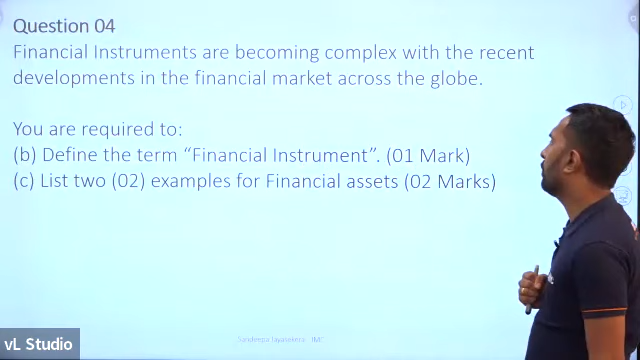 Question 04
Financial Instruments are becoming complex with the recent
developments in the financial market across the globe.
You are required to:
(b) Define the term “Financial Instrument”. (01 Mark)
(c) List two (02) examples for Financial assets (02 Marks)
vL Studio